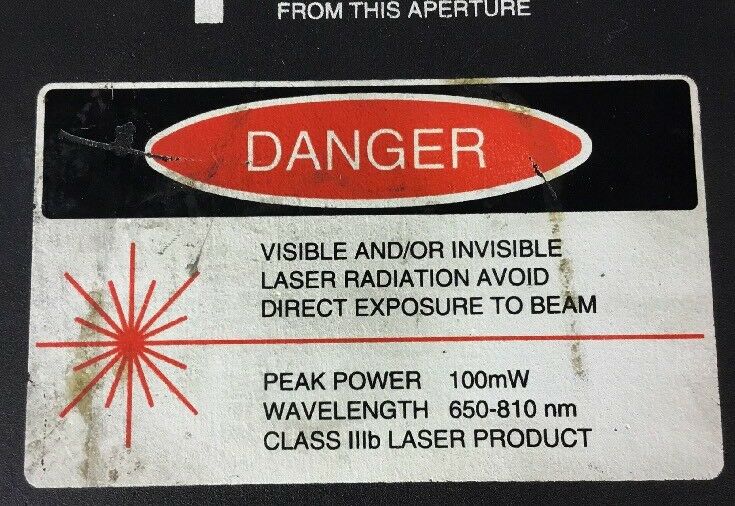 FROM THIS APERTURE
DANGER
VISIBLE AND/OR INVISIBLE
LASER RADIATION AVOID
DIRECT EXPOSURE TO BEAM
PEAK POWER 100mW
WAVELENGTH 650-810 nm
CLASS IIIb LASER PRODUCT